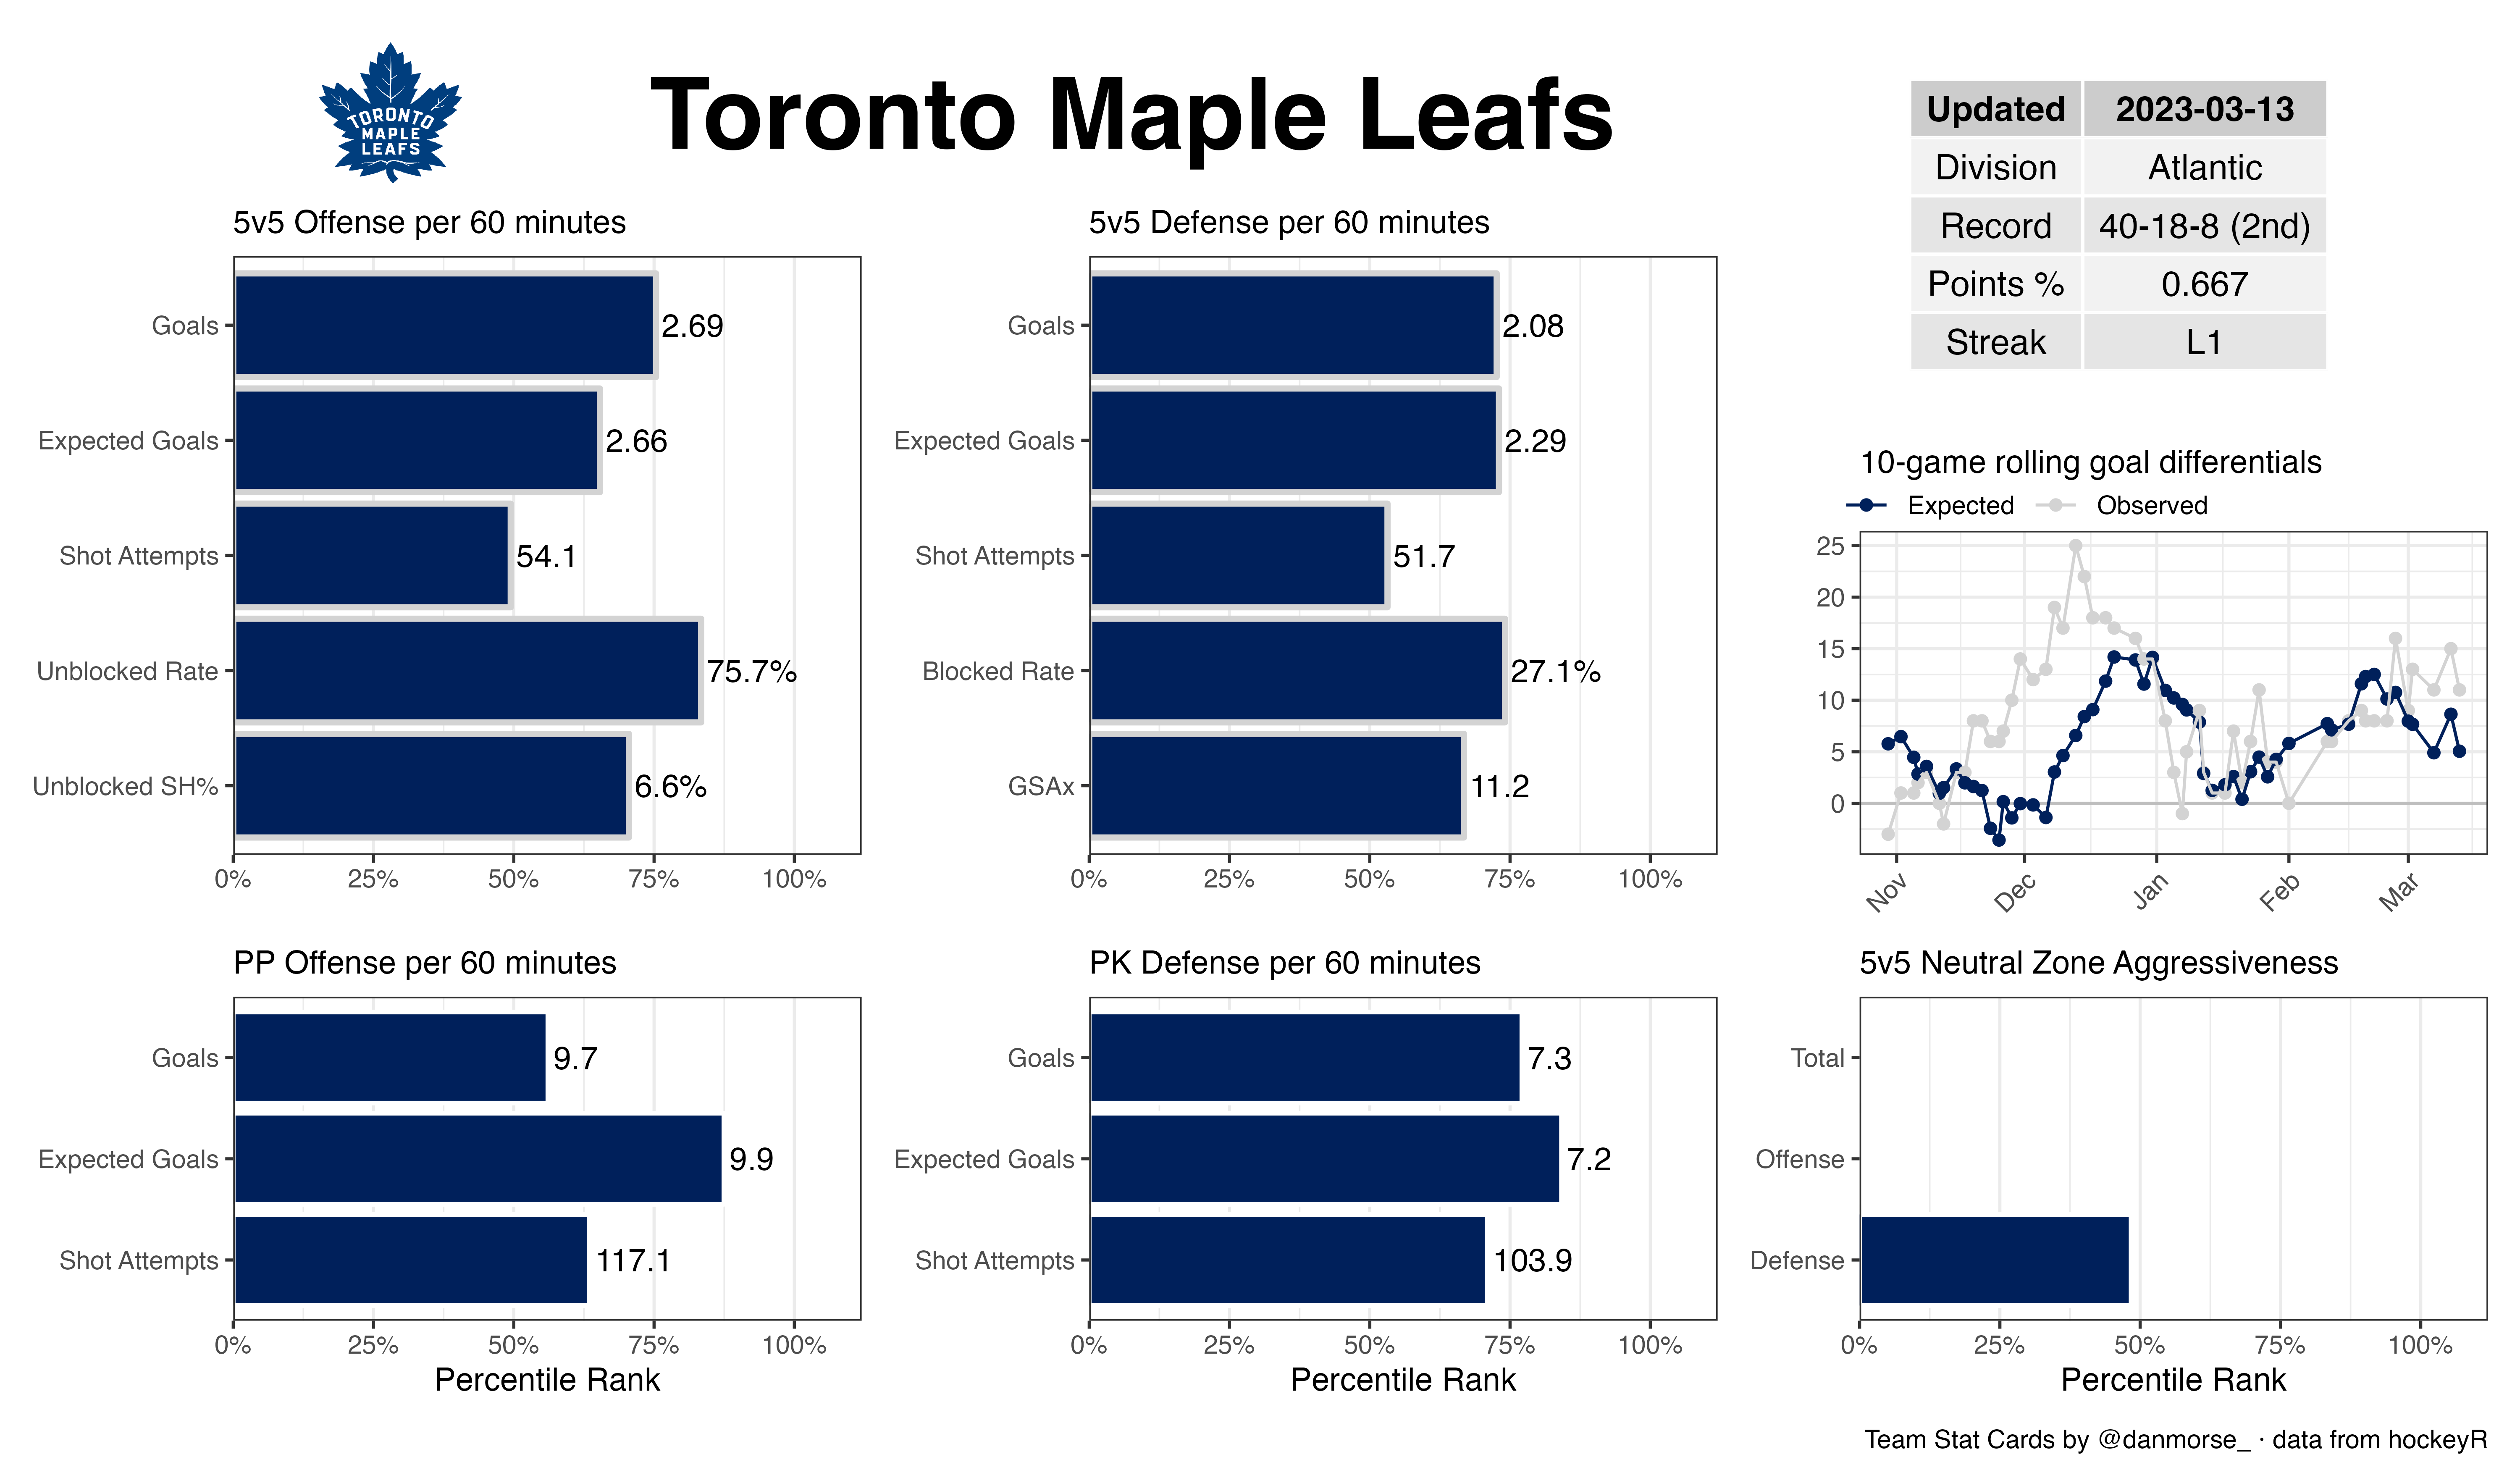 TORONTO
MAPLE
LEAFS
Toronto Maple Leafs
Updated 2023-03-13
Division Atlantic
Record 40-18-8 (2nd)
Points % 0.667
Streak L1
5v5 Offense per 60 minutes
Goals 2.69
Expected Goals 2.66
Shot Attempts 54.1
Unblocked Rate 75.7%
Unblocked SH% 6.6%
0% 25% 50% 75% 100%
5v5 Defense per 60 minutes
Goals 2.08
Expected Goals 2.29
Shot Attempts 51.7
Blocked Rate 27.1%
GSAx 11.2
0% 25% 50% 75% 100%
10-game rolling goal differentials
Expected Observed
25
20
15
10
5
0
Nov Dec Jan Feb Mar
PP Offense per 60 minutes
Goals 9.7
Expected Goals 9.9
Shot Attempts 117.1
0% 25% 50% 75% 100%
Percentile Rank
PK Defense per 60 minutes
Goals 7.3
Expected Goals 7.2
Shot Attempts 103.9
0% 25% 50% 75% 100%
Percentile Rank
5v5 Neutral Zone Aggressiveness
Total
Offense
Defense
0% 25% 50% 75% 100%
Percentile Rank
Team Stat Cards by @danmorse_ · data from hockeyR